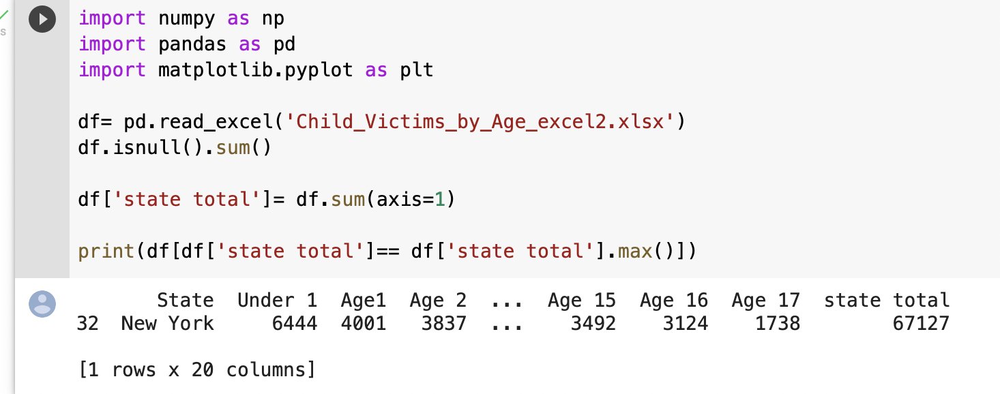 import numpy as np
import pandas as pd
import matplotlib.pyplot as plt
df= pd.read_excel('Child_Victims_by_Age_excel2.xlsx')
df.isnull().sum()
df['state total']= df.sum(axis=1)
print(df[df['state total']== df['state total'].max()])
State Under 1 Age1 Age 2 ... Age 15 Age 16 Age 17 state total
32 New York 6444 4001 3837 ... 3492 3124 1738 67127
[1 rows x 20 columns]
s